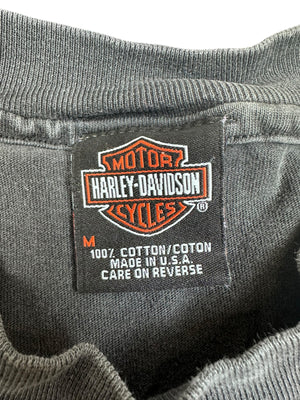 MOTOR
HARLEY-DAVIDSON
CYCLES ®
M
100% COTTON/COTON
MADE IN U.S.A.
CARE ON REVERSE